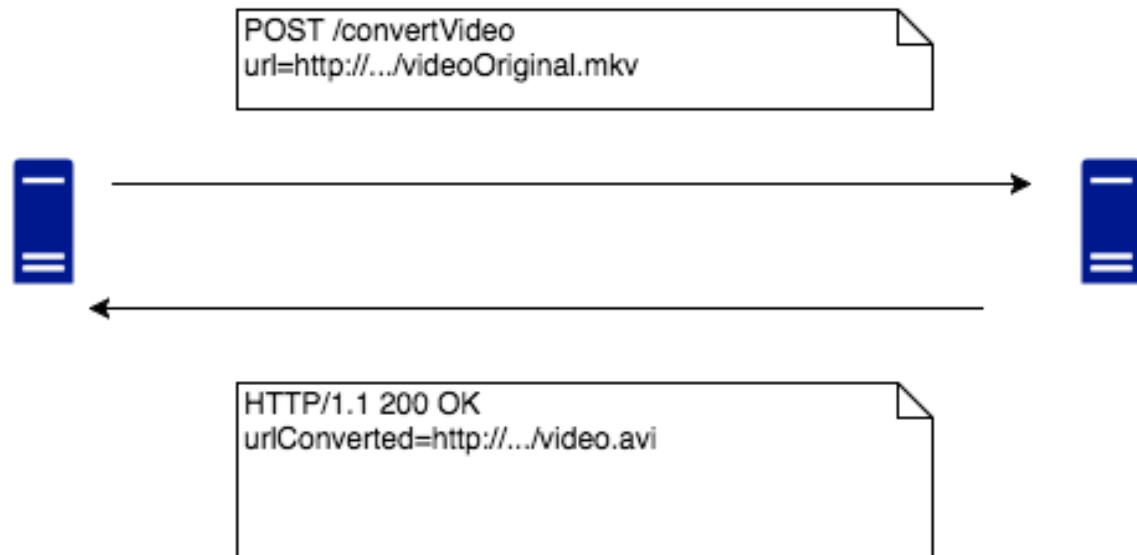 POST /convertVideo
url=http://.../videoOriginal.mkv
HTTP/1.1 200 OK
urlConverted=http://.../video.avi